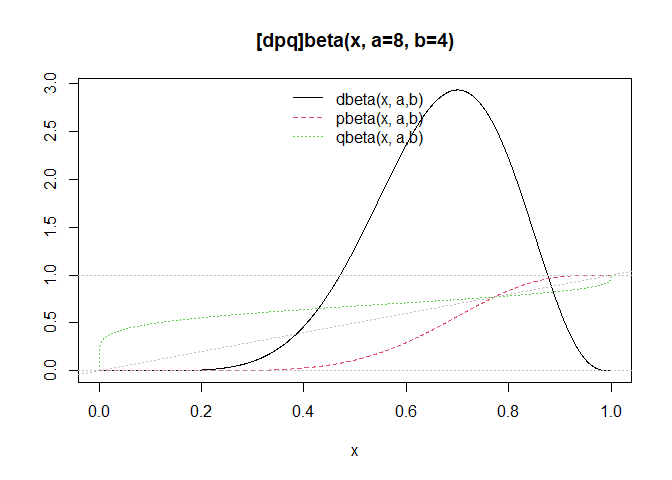 [dpq]beta(x, a=8, b=4)
dbeta(x, a,b)
pbeta(x, a,b)
qbeta(x, a,b)
3.0
2.5
2.0
1.5
1.0
0.5
0.0
0.0 0.2 0.4 0.6 0.8 1.0
x